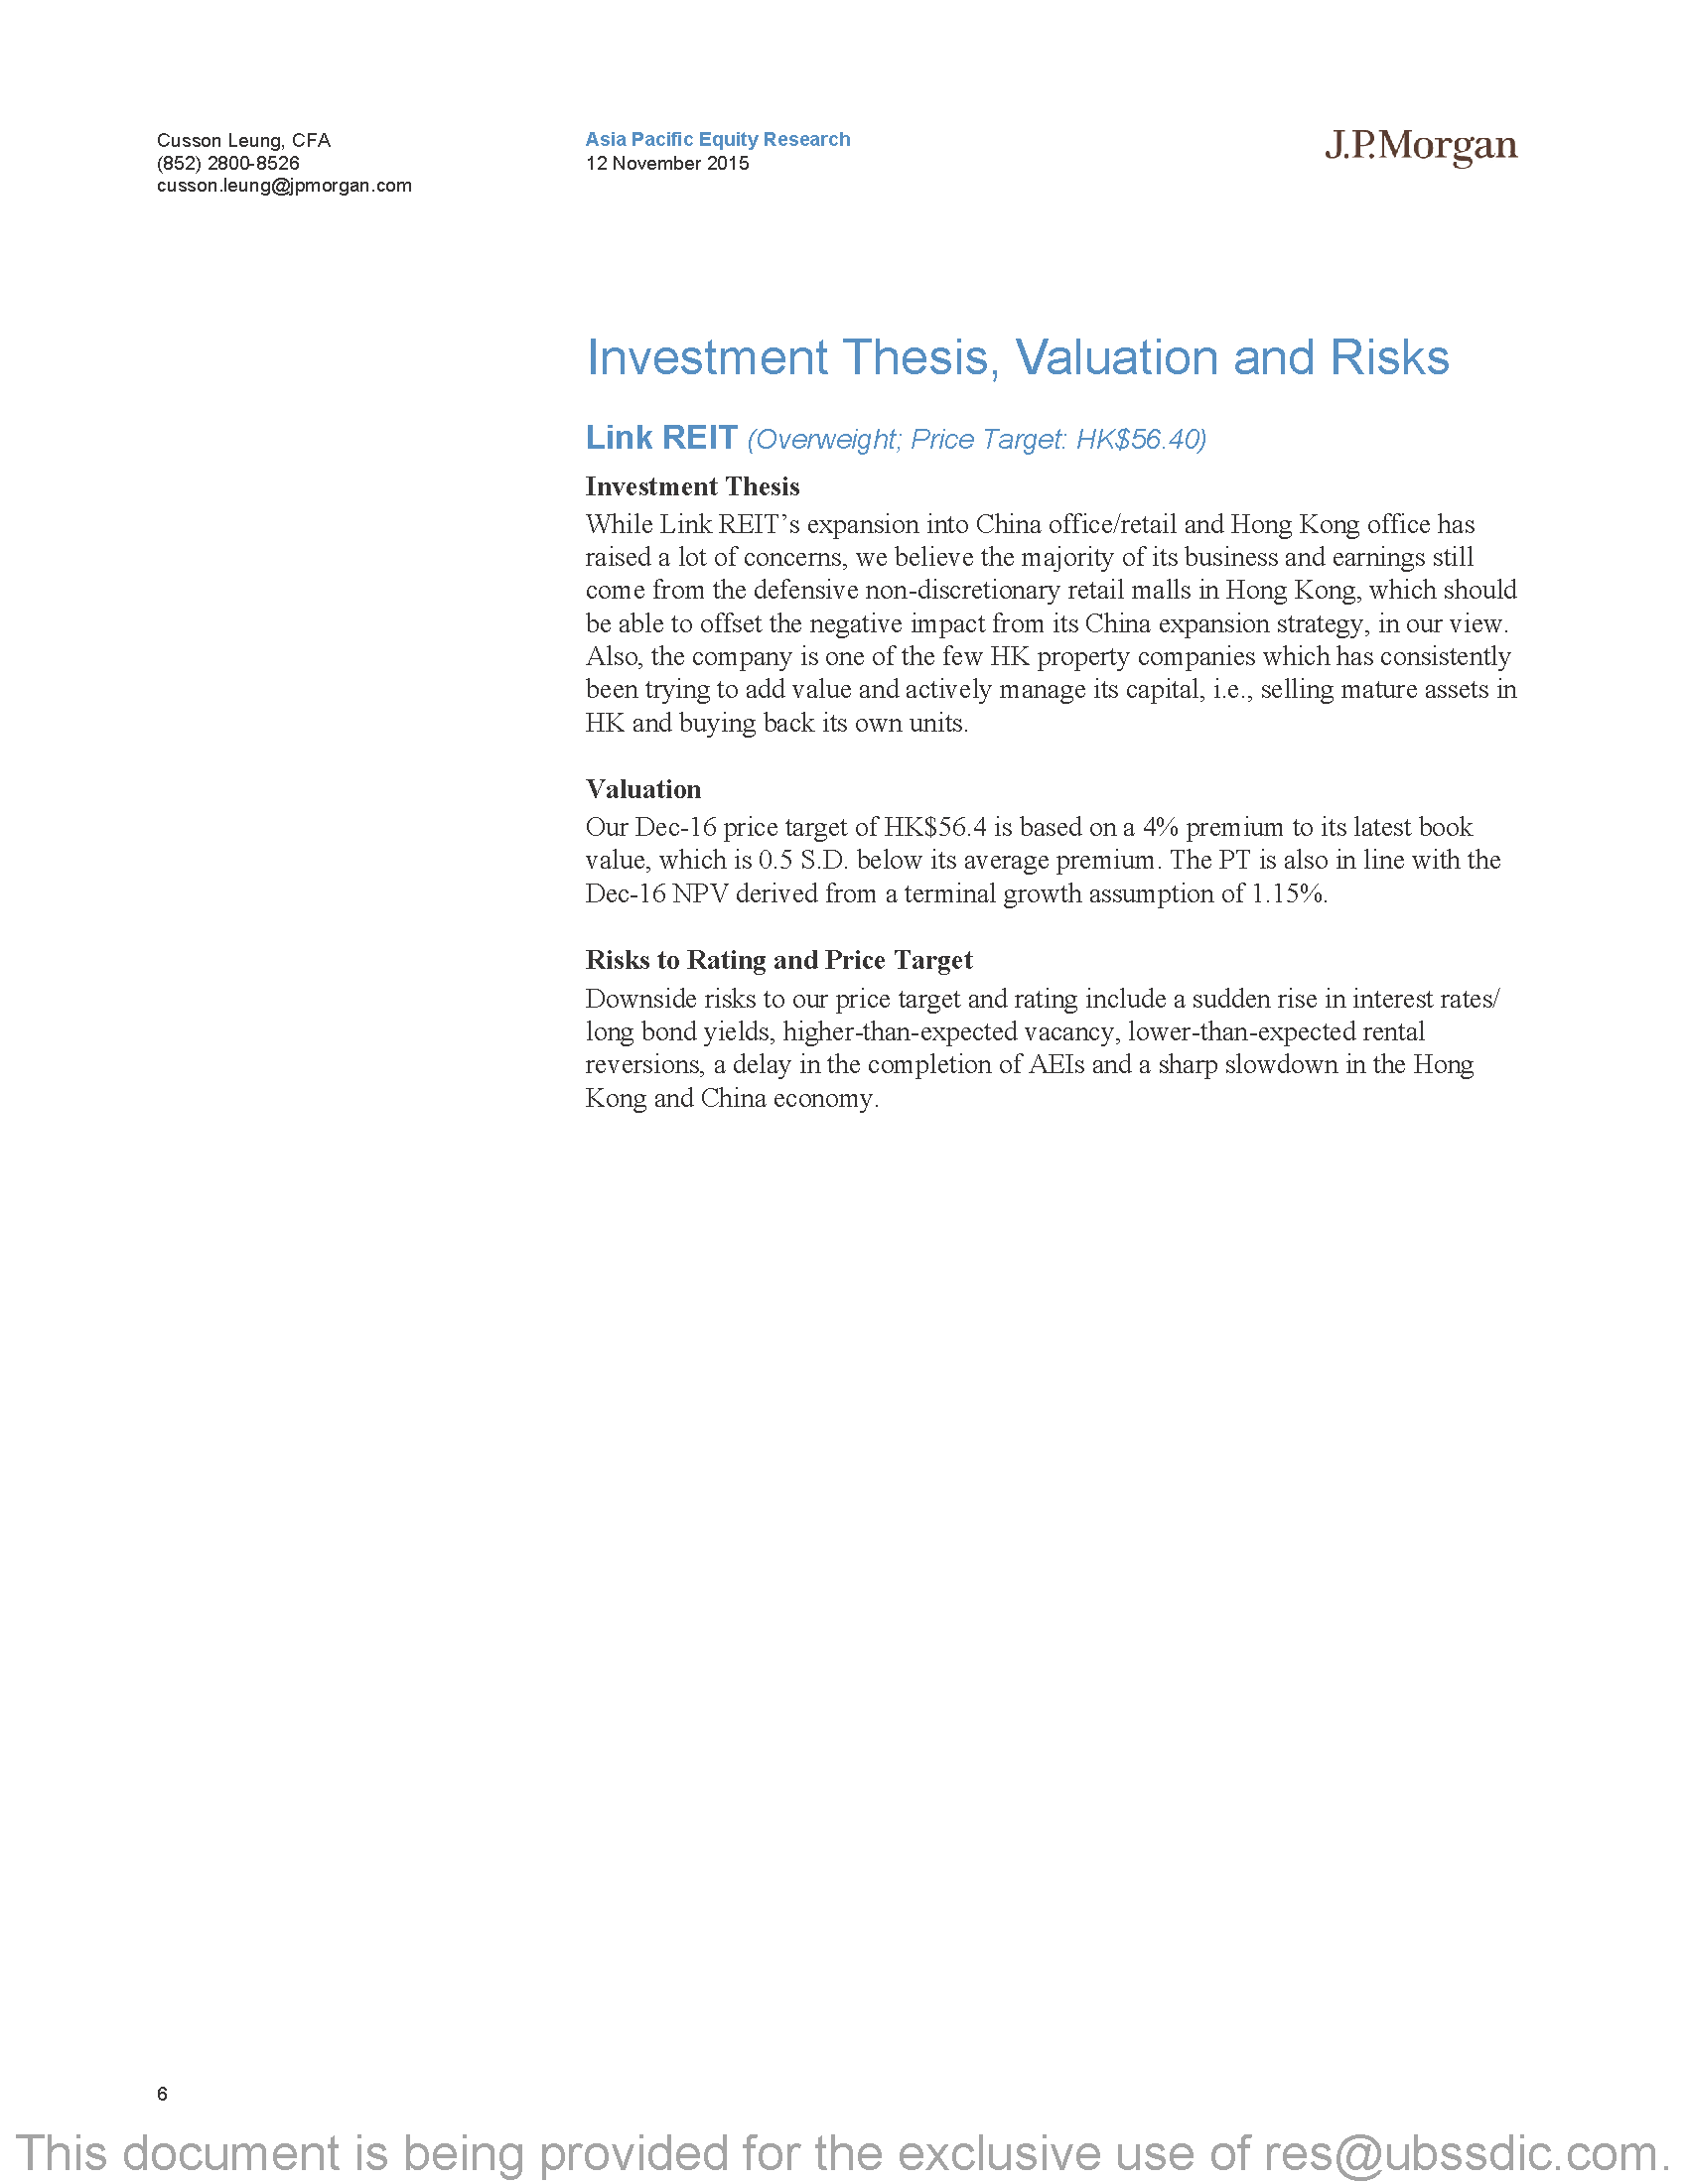 Cusson Leung, CFA
(852) 2800-8526
cusson.leung@jpmorgan.com
Asia Pacific Equity Research
12 November 2015
J.P.Morgan
Investment Thesis, Valuation and Risks
Link REIT (Overweight; Price Target: HK$56.40)
Investment Thesis
While Link REIT’s expansion into China office/retail and Hong Kong office has
raised a lot of concerns, we believe the majority of its business and earnings still
come from the defensive non-discretionary retail malls in Hong Kong, which should
be able to offset the negative impact from its China expansion strategy, in our view.
Also, the company is one of the few HK property companies which has consistently
been trying to add value and actively manage its capital, i.e., selling mature assets in
HK and buying back its own units.
Valuation
Our Dec-16 price target of HK$56.4 is based on a 4% premium to its latest book
value, which is 0.5 S.D. below its average premium. The PT is also in line with the
Dec-16 NPV derived from a terminal growth assumption of 1.15%.
Risks to Rating and Price Target
Downside risks to our price target and rating include a sudden rise in interest rates/
long bond yields, higher-than-expected vacancy, lower-than-expected rental
reversions, a delay in the completion of AEIs and a sharp slowdown in the Hong
Kong and China economy.
6
This document is being provided for the exclusive use of res@ubssdic.com.